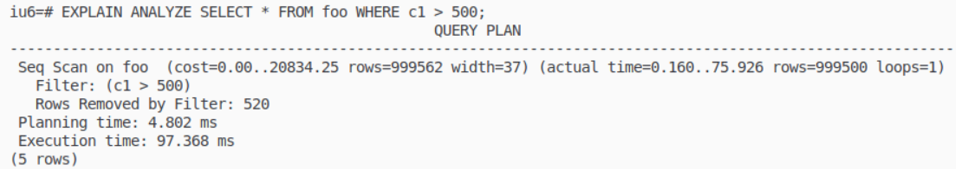 iu6=# EXPLAIN ANALYZE SELECT * FROM foo WHERE c1 > 500;
QUERY PLAN
----------------------------------------------------------------------------------------------------------
Seq Scan on foo  (cost=0.00..20834.25 rows=999562 width=37) (actual time=0.160..75.926 rows=999500 loops=1)
Filter: (c1 > 500)
Rows Removed by Filter: 520
Planning time: 4.802 ms
Execution time: 97.368 ms
(5 rows)